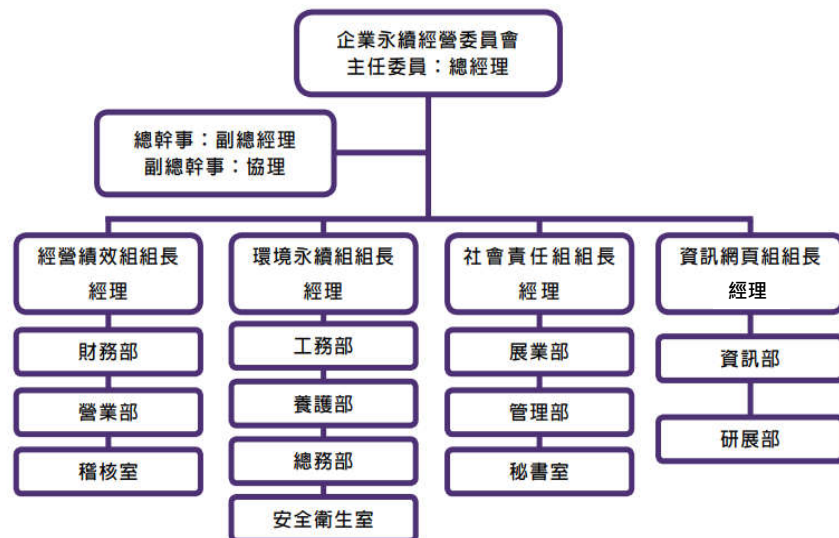 企業永續經營委員會
主任委員：總經理
總幹事：副總經理
副總幹事：協理
經營績效組組長
經理
財務部
營業部
稽核室
環境永續組組長
經理
工務部
養護部
總務部
安全衛生室
社會責任組組長
經理
展業部
管理部
秘書室
資訊網頁組組長
經理
資訊部
研展部